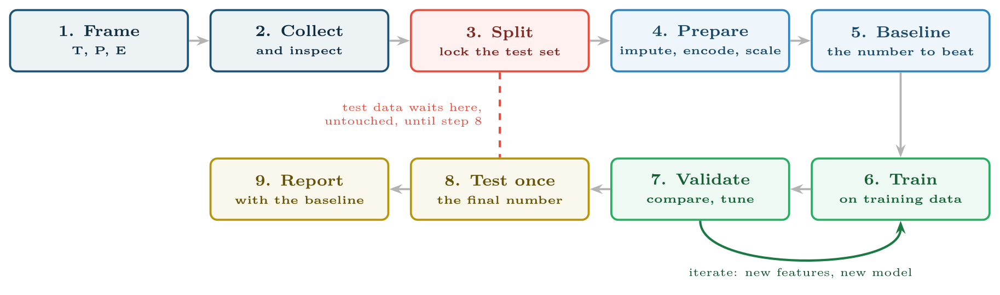 1. Frame
T, P, E
2. Collect
and inspect
3. Split
lock the test set
4. Prepare
impute, encode, scale
5. Baseline
the number to beat
test data waits here,
untouched, until step 8
9. Report
with the baseline
8. Test once
the final number
7. Validate
compare, tune
6. Train
on training data
iterate: new features, new model